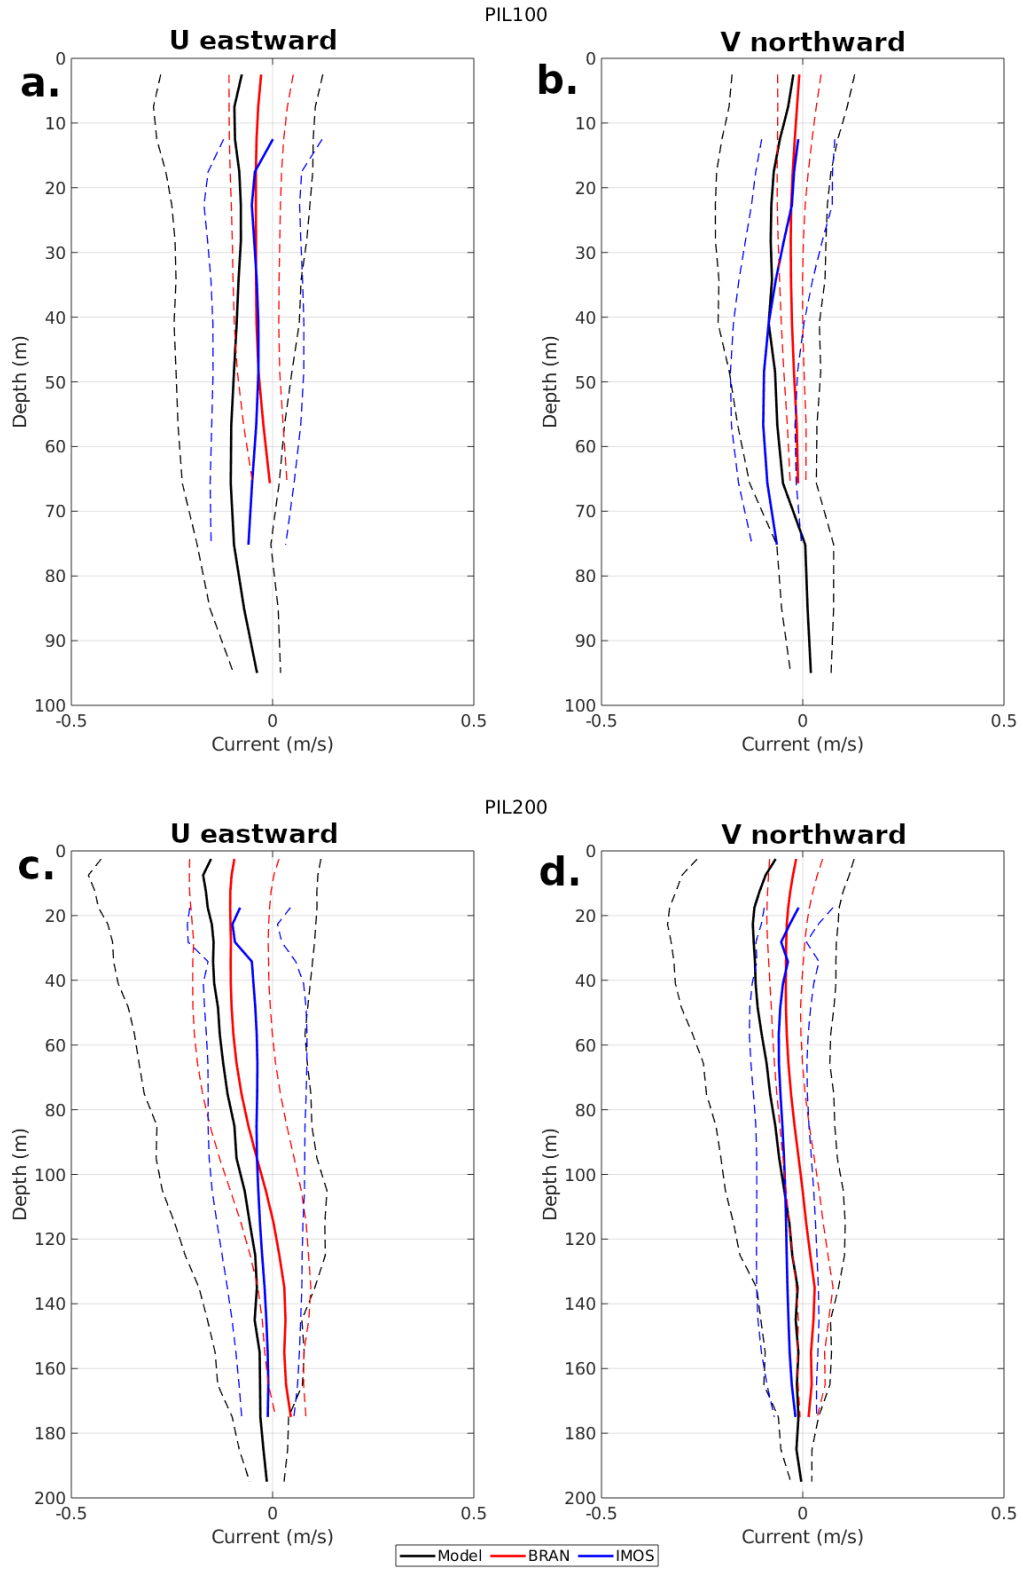 PIL100
U eastward
V northward
a.
b.
0
10
20
30
40
50
60
70
80
90
100
Depth (m)
-0.5
0
0.5
Current (m/s)
0
10
20
30
40
50
60
70
80
90
100
Depth (m)
-0.5
0
0.5
Current (m/s)
PIL200
U eastward
V northward
c.
d.
0
20
40
60
80
100
120
140
160
180
200
Depth (m)
-0.5
0
0.5
Current (m/s)
0
20
40
60
80
100
120
140
160
180
200
Depth (m)
-0.5
0
0.5
Current (m/s)
Model BRAN IMOS